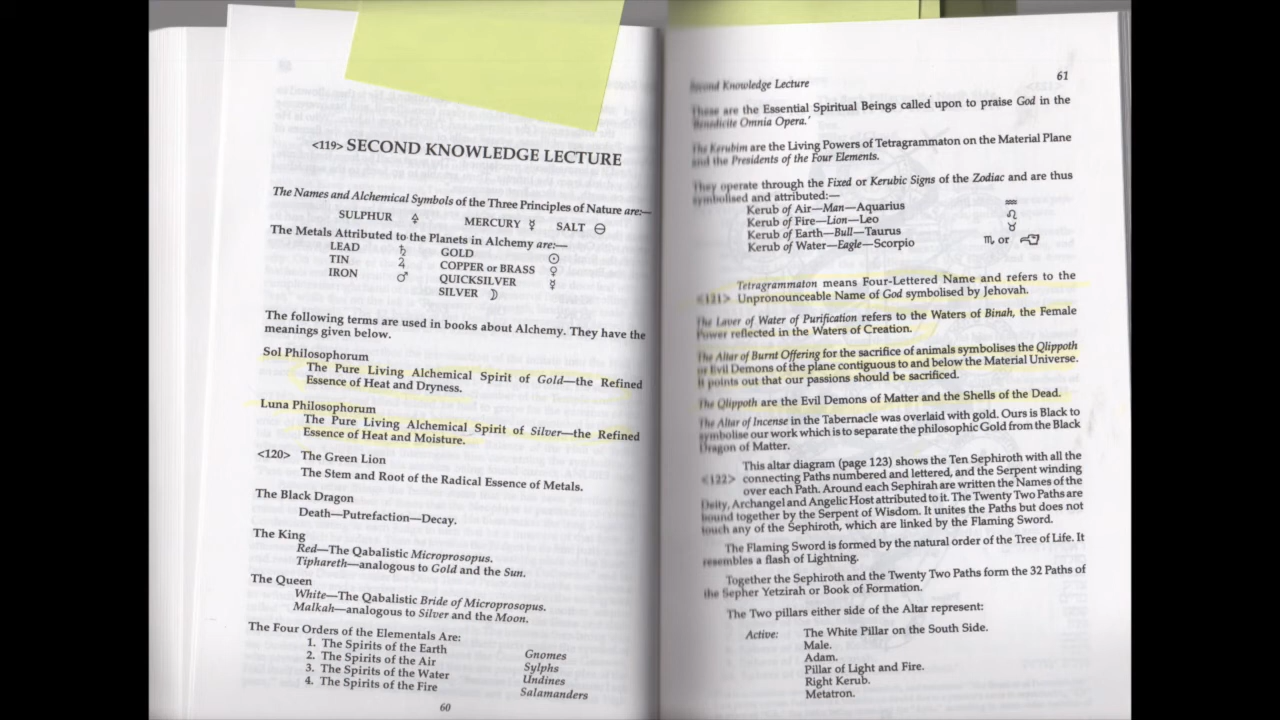 <119> SECOND KNOWLEDGE LECTURE
The Names and Alchemical Symbols of the Three Principles of Nature are:—
SULPHUR 🜍 MERCURY ☿ SALT 🜔
The Metals Attributed to the Planets in Alchemy are:—
LEAD ♄ GOLD ☉
TIN ♃ COPPER or BRASS ♀
IRON ♂ QUICKSILVER ☿
SILVER ☽
The following terms are used in books about Alchemy. They have the
meanings given below.
Sol Philosophorum
The Pure Living Alchemical Spirit of Gold—the Refined
Essence of Heat and Dryness.
Luna Philosophorum
The Pure Living Alchemical Spirit of Silver—the Refined
Essence of Heat and Moisture.
<120> The Green Lion
The Stem and Root of the Radical Essence of Metals.
The Black Dragon
Death—Putrefaction—Decay.
The King
Red—The Qabalistic Microprosopus.
Tiphareth—analogous to Gold and the Sun.
The Queen
White—The Qabalistic Bride of Microprosopus.
Malkah—analogous to Silver and the Moon.
The Four Orders of the Elementals Are:
1. The Spirits of the Earth Gnomes
2. The Spirits of the Air Sylphs
3. The Spirits of the Water Undines
4. The Spirits of the Fire Salamanders
60
Second Knowledge Lecture 61
These are the Essential Spiritual Beings called upon to praise God in the
Benedicite Omnia Opera.'
The Kerubim are the Living Powers of Tetragrammaton on the Material Plane
and the Presidents of the Four Elements.
They operate through the Fixed or Kerubic Signs of the Zodiac and are thus
symbolised and attributed:—
Kerub of Air—Man—Aquarius ♒
Kerub of Fire—Lion—Leo ♌
Kerub of Earth—Bull—Taurus ♉
Kerub of Water—Eagle—Scorpio ♏ or
Tetragrammaton means Four-Lettered Name and refers to the
<121> Unpronounceable Name of God symbolised by Jehovah.
The Laver of Water of Purification refers to the Waters of Binah, the Female
Power reflected in the Waters of Creation.
The Altar of Burnt Offering for the sacrifice of animals symbolises the Qlippoth
or Evil Demons of the plane contiguous to and below the Material Universe.
It points out that our passions should be sacrificed.
The Qlippoth are the Evil Demons of Matter and the Shells of the Dead.
The Altar of Incense in the Tabernacle was overlaid with gold. Ours is Black to
symbolise our work which is to separate the philosophic Gold from the Black
Dragon of Matter.
This altar diagram (page 123) shows the Ten Sephiroth with all the
<122> connecting Paths numbered and lettered, and the Serpent winding
over each Path. Around each Sephirah are written the Names of the
Deity, Archangel and Angelic Host attributed to it. The Twenty Two Paths are
bound together by the Serpent of Wisdom. It unites the Paths but does not
touch any of the Sephiroth, which are linked by the Flaming Sword.
The Flaming Sword is formed by the natural order of the Tree of Life. It
resembles a flash of Lightning.
Together the Sephiroth and the Twenty Two Paths form the 32 Paths of
the Sepher Yetzirah or Book of Formation.
The Two pillars either side of the Altar represent:
Active: The White Pillar on the South Side.
Male.
Adam.
Pillar of Light and Fire.
Right Kerub.
Metatron.